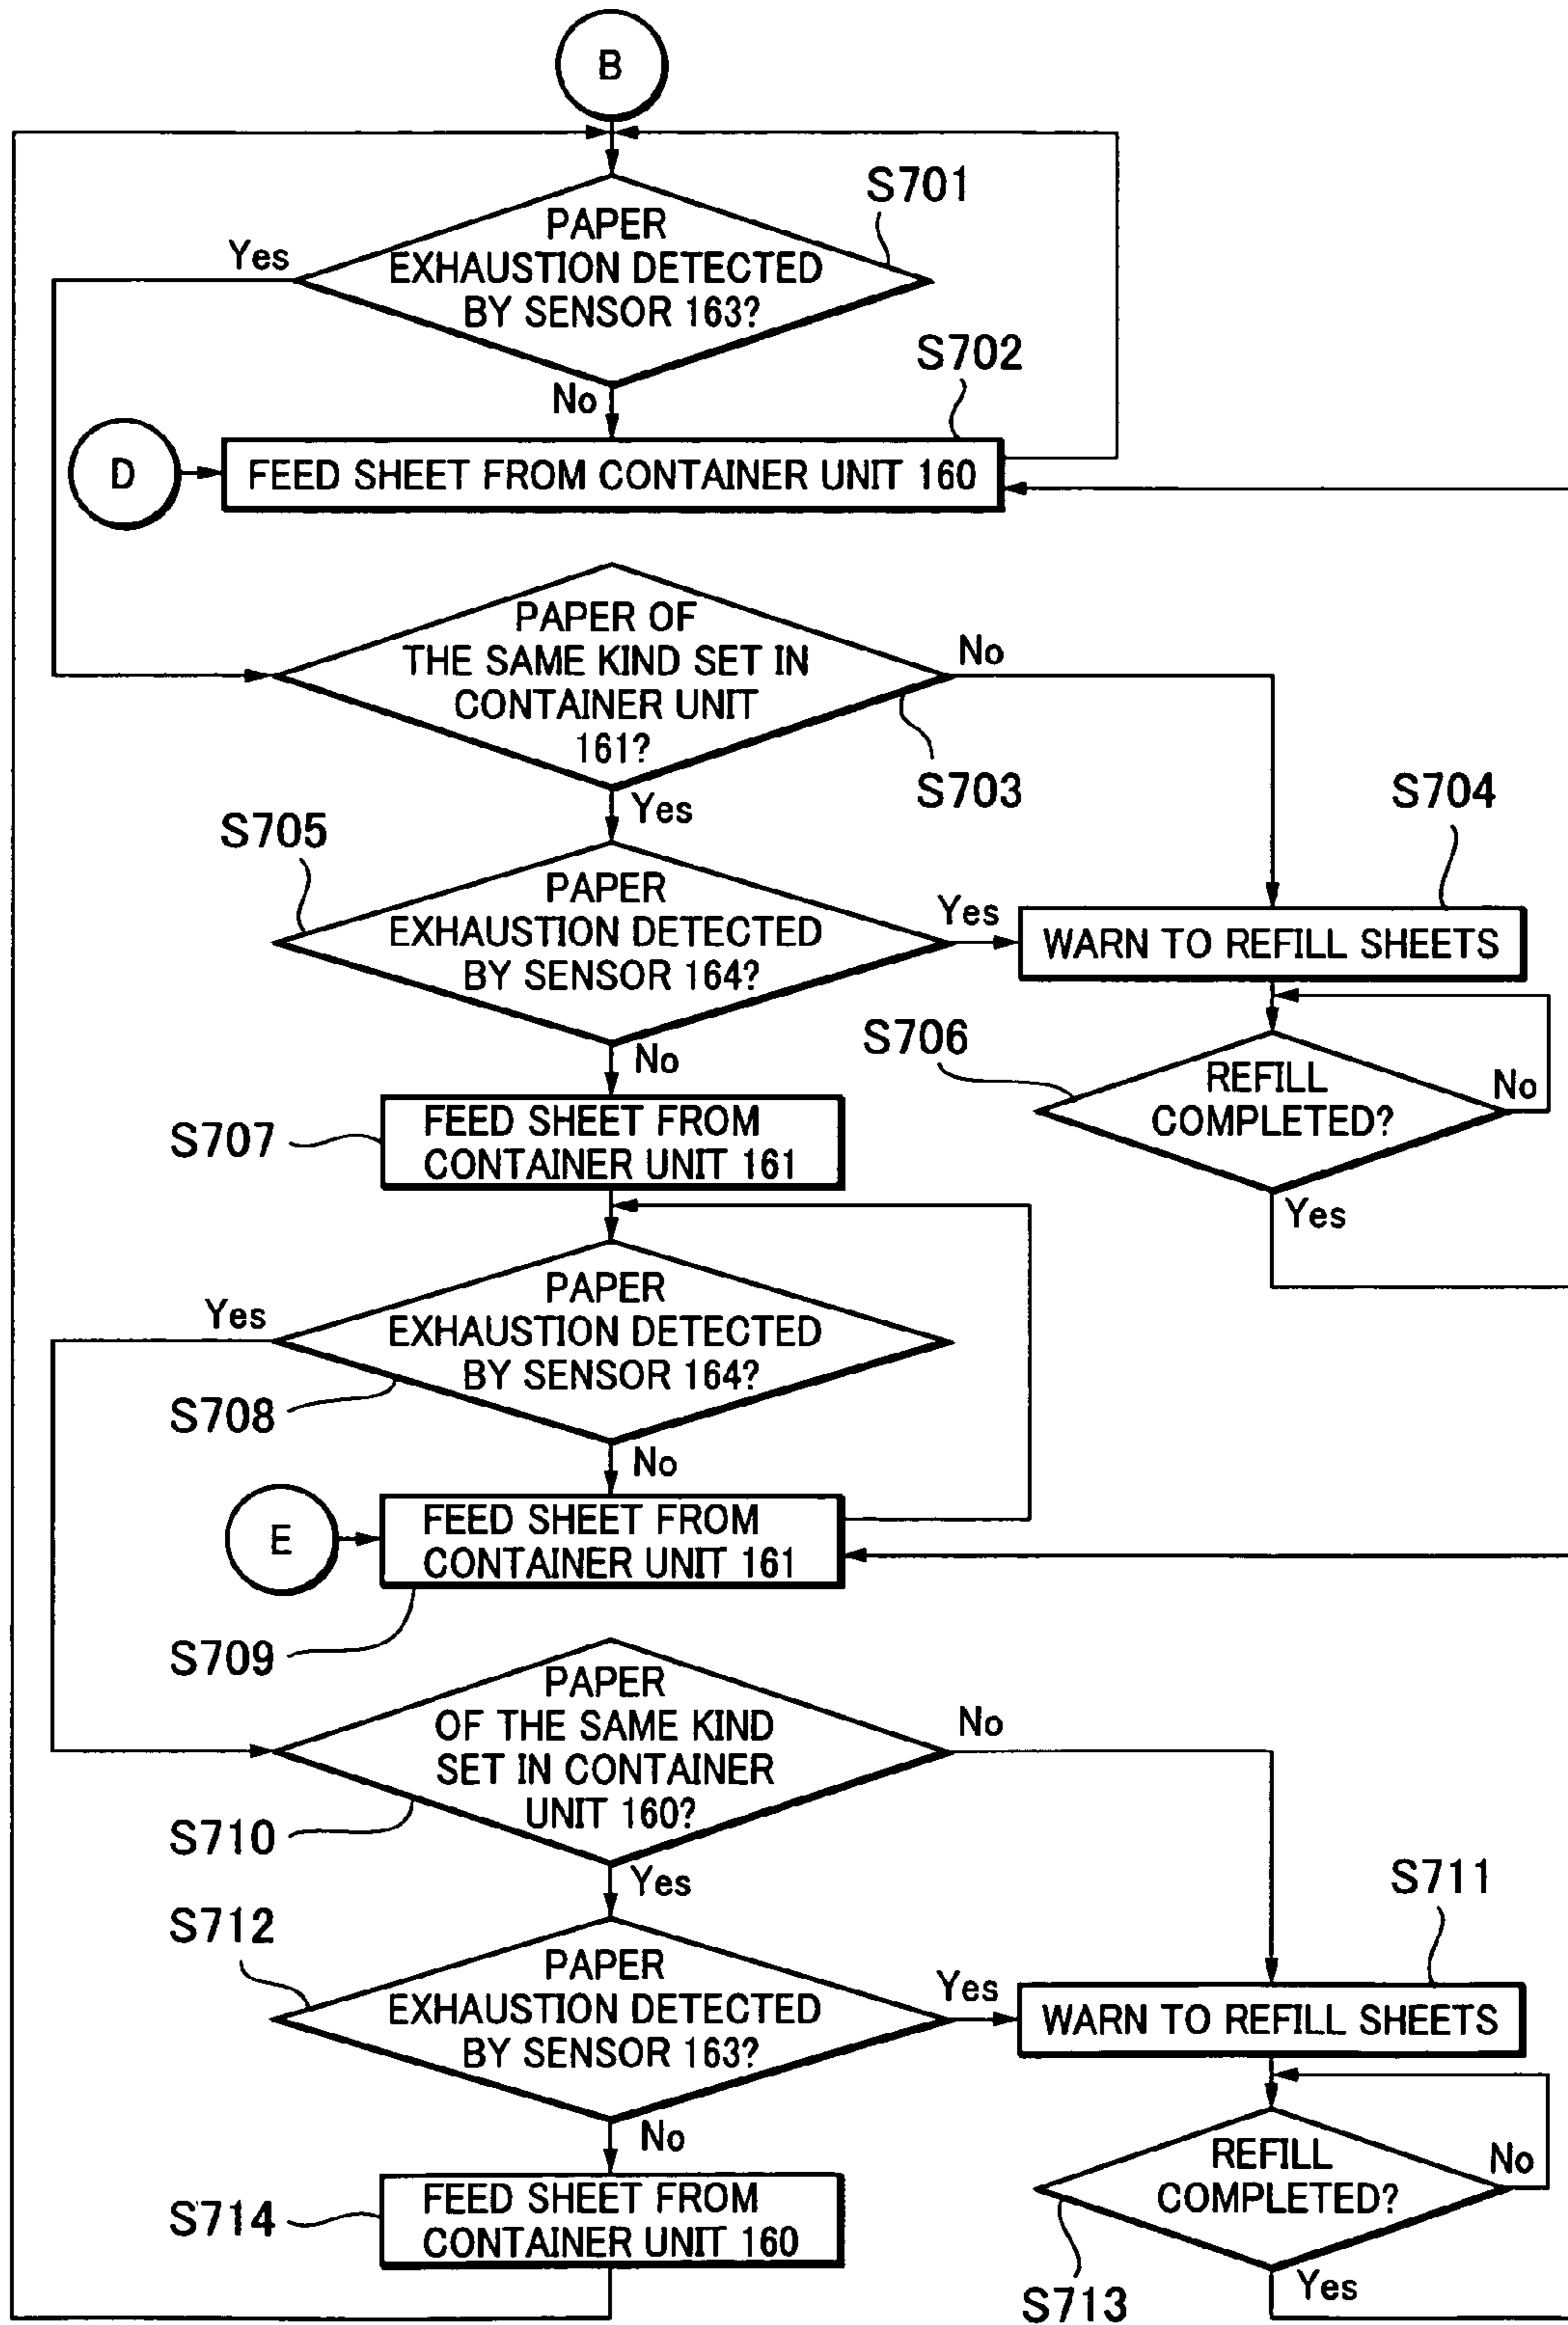 B
S701
PAPER
EXHAUSTION DETECTED
BY SENSOR 163?
Yes
No
S702
D
FEED SHEET FROM CONTAINER UNIT 160
PAPER OF
THE SAME KIND SET IN
CONTAINER UNIT
161?
No
S703
Yes
S704
S705
PAPER
EXHAUSTION DETECTED
BY SENSOR 164?
Yes
WARN TO REFILL SHEETS
No
S706
REFILL
COMPLETED?
No
Yes
S707
FEED SHEET FROM
CONTAINER UNIT 161
PAPER
EXHAUSTION DETECTED
BY SENSOR 164?
Yes
S708
No
E
FEED SHEET FROM
CONTAINER UNIT 161
S709
PAPER
OF THE SAME KIND
SET IN CONTAINER
UNIT 160?
No
S710
Yes
S711
S712
PAPER
EXHAUSTION DETECTED
BY SENSOR 163?
Yes
WARN TO REFILL SHEETS
No
REFILL
COMPLETED?
No
S714
FEED SHEET FROM
CONTAINER UNIT 160
S713
Yes